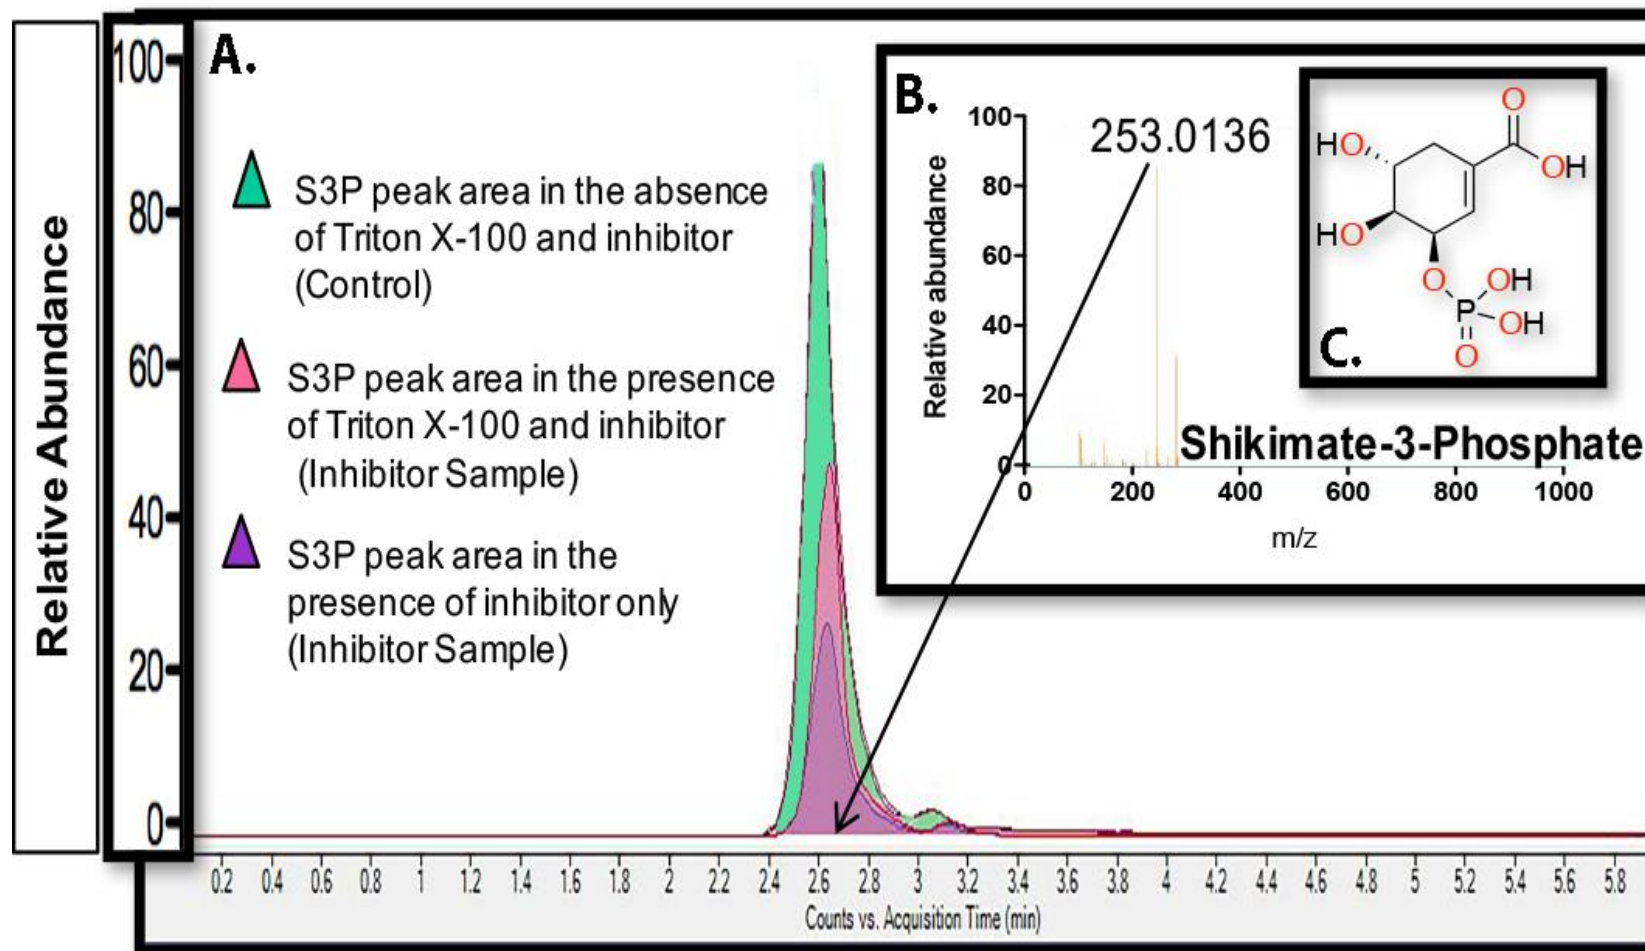 Relative Abundance
100
80
60
40
20
0
A.
S3P peak area in the absence
of Triton X-100 and inhibitor
(Control)
S3P peak area in the presence
of Triton X-100 and inhibitor
(Inhibitor Sample)
S3P peak area in the
presence of inhibitor only
(Inhibitor Sample)
B.
253.0136
Relative abundance
100
80
60
40
20
0
0 200 400 600 800 1000
m/z
Shikimate-3-Phosphate
C.
O
HO
OH
HO
O
OH
P
OH
O
0.2 0.4 0.6 0.8 1 1.2 1.4 1.6 1.8 2 2.2 2.4 2.6 2.8 3 3.2 3.4 3.6 3.8 4 4.2 4.4 4.6 4.8 5 5.2 5.4 5.6 5.8
Counts vs. Acquisition Time (min)